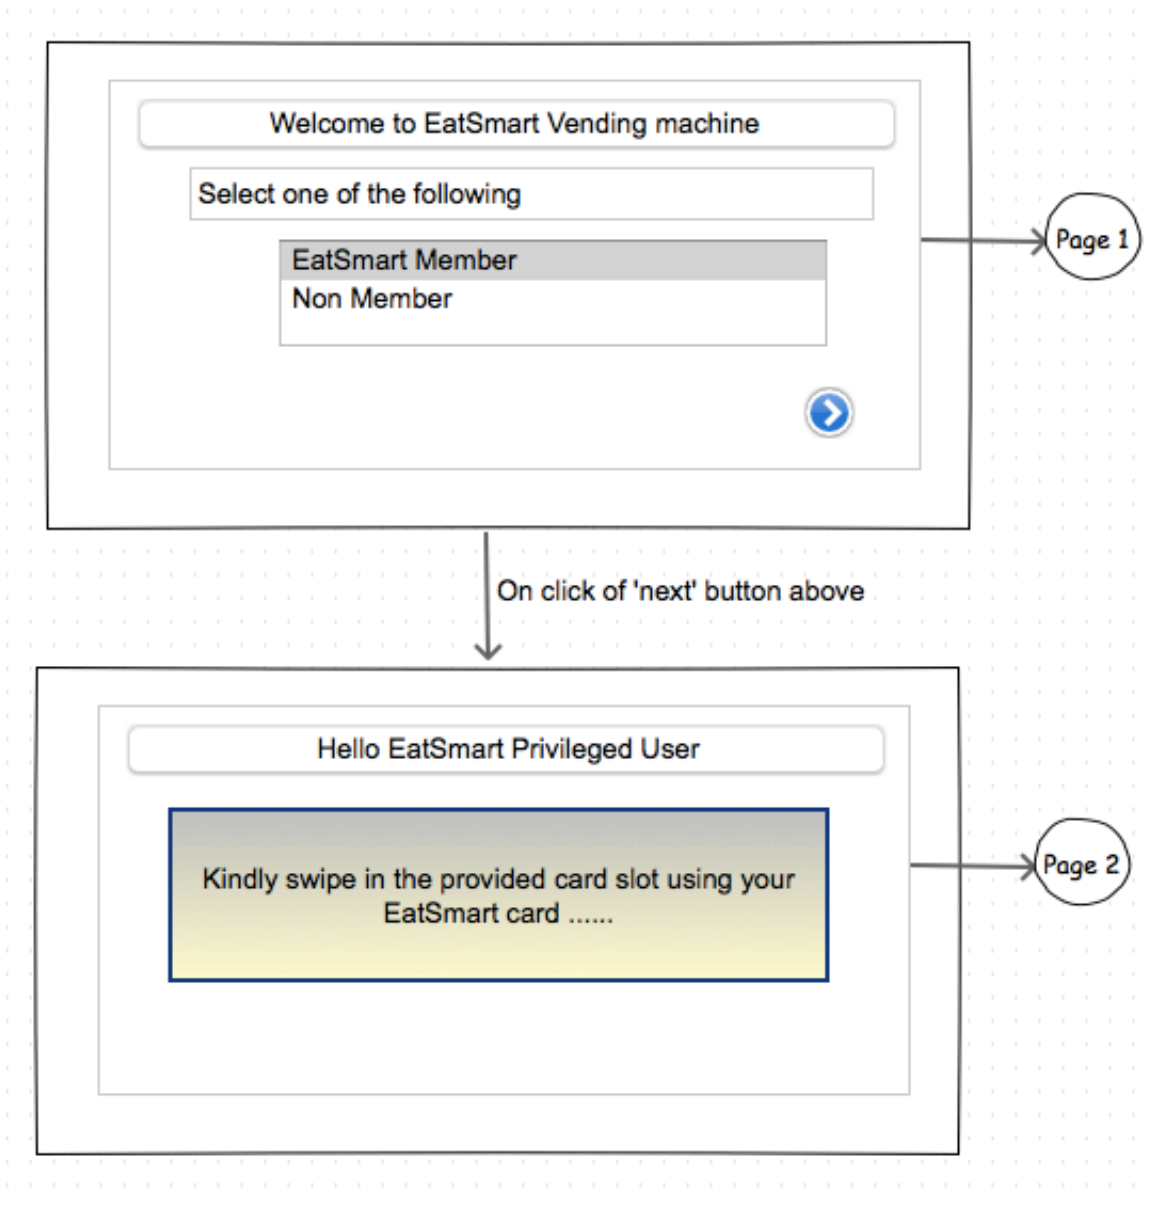 Welcome to EatSmart Vending machine
Select one of the following
EatSmart Member
Non Member
Page 1
On click of 'next' button above
Hello EatSmart Privileged User
Kindly swipe in the provided card slot using your
EatSmart card ......
Page 2